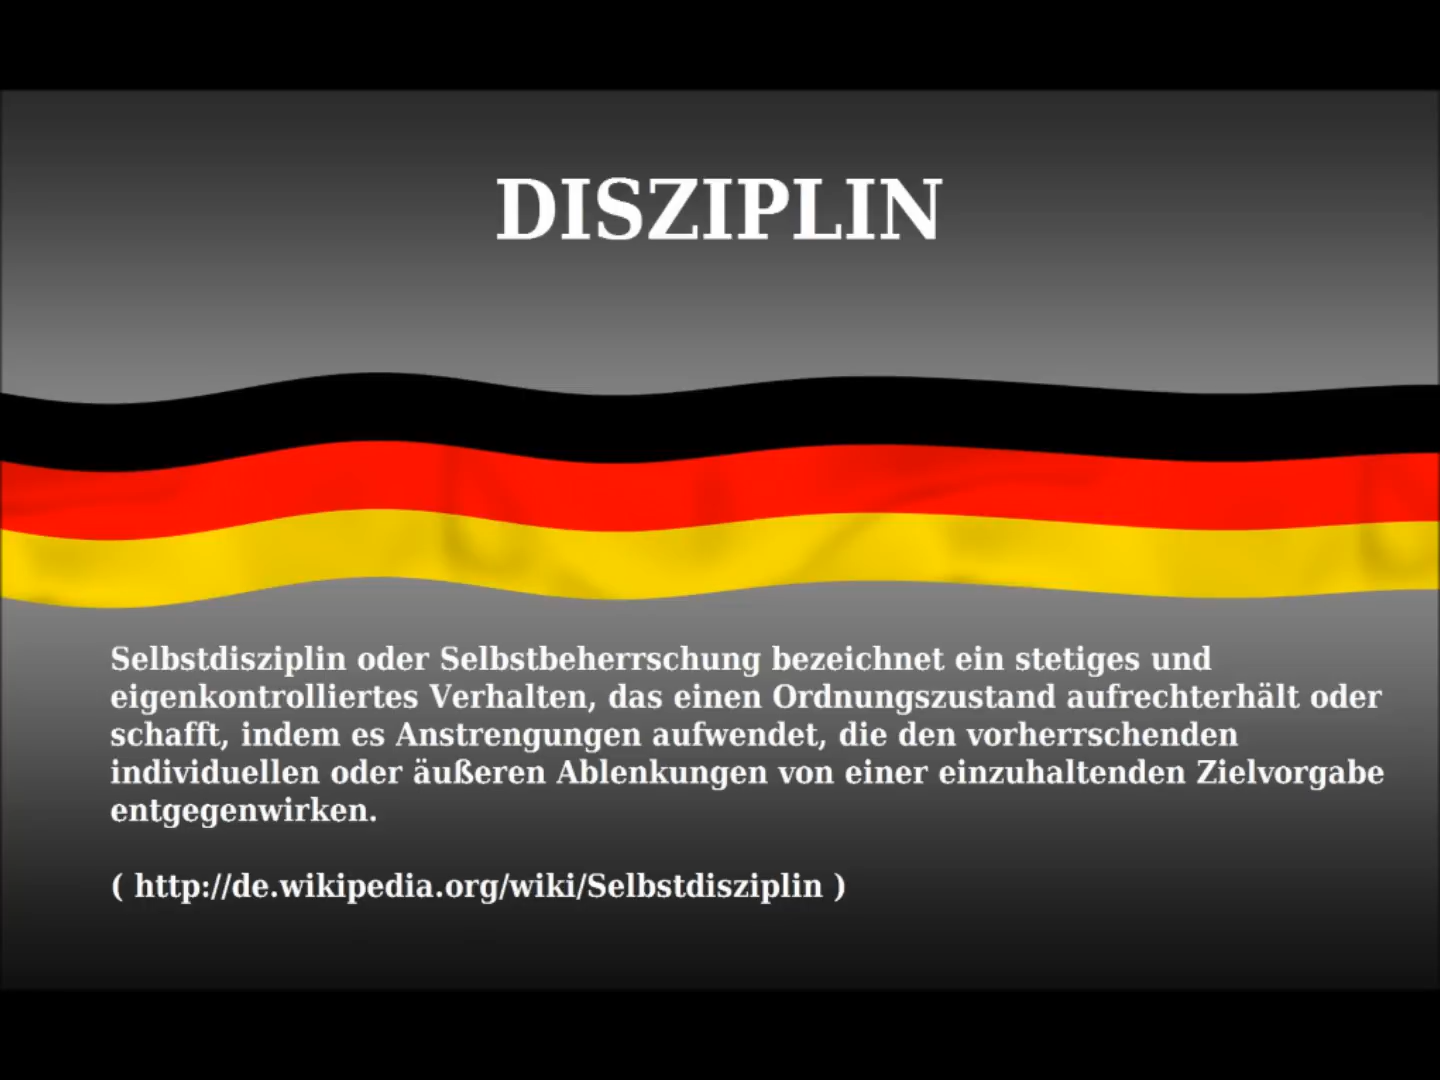 DISZIPLIN
Selbstdisziplin oder Selbstbeherrschung bezeichnet ein stetiges und
eigenkontrolliertes Verhalten, das einen Ordnungszustand aufrechterhält oder
schafft, indem es Anstrengungen aufwendet, die den vorherrschenden
individuellen oder äußeren Ablenkungen von einer einzuhaltenden Zielvorgabe
entgegenwirken.
( http://de.wikipedia.org/wiki/Selbstdisziplin )